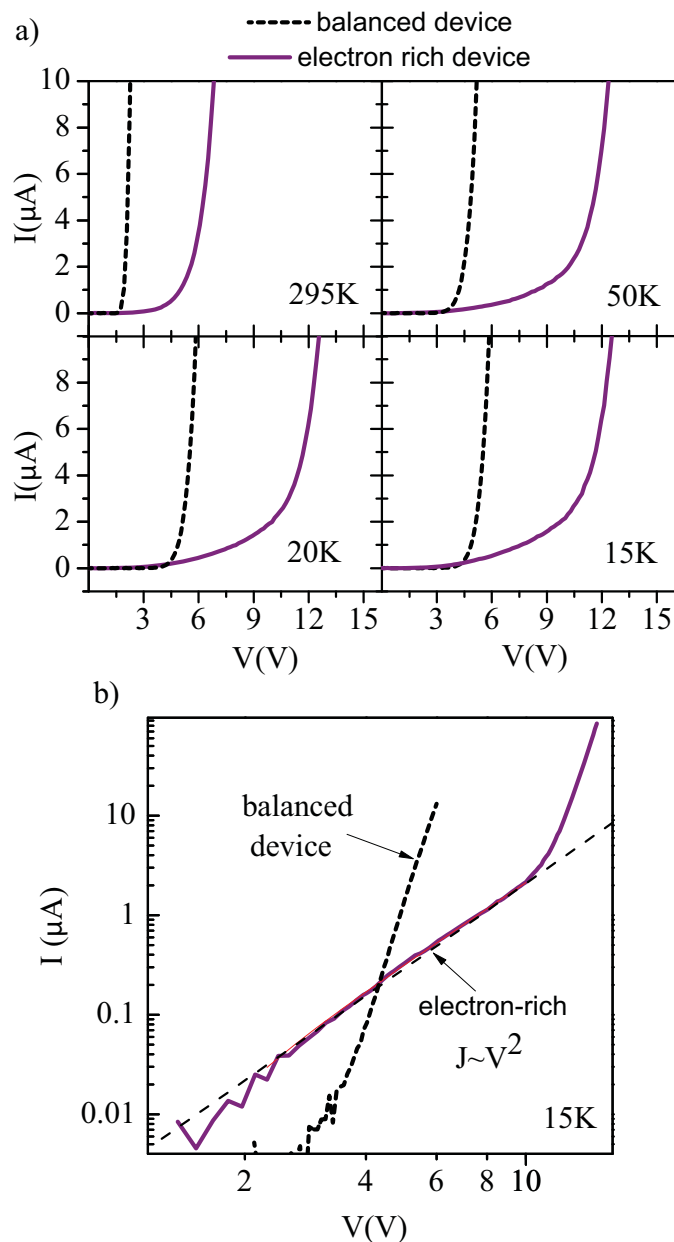 a)
balanced device
electron rich device
10
8
6
4
2
0
I(μA)
295K
50K
8
6
4
2
0
I(μA)
20K
15K
3 6 9 12 15
3 6 9 12 15
V(V)
V(V)
b)
10
1
0.1
0.01
I (μA)
balanced
device
electron-rich
J~V²
15K
2 4 6 8 10
V(V)